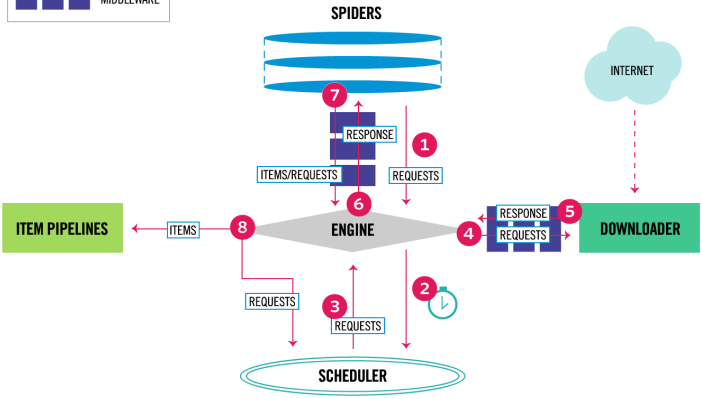 MIDDLEWARE
SPIDERS
INTERNET
7
RESPONSE
1
ITEMS/REQUESTS
REQUESTS
6
ITEM PIPELINES
ITEMS
8
ENGINE
4
RESPONSE
5
REQUESTS
DOWNLOADER
REQUESTS
3
REQUESTS
2
SCHEDULER